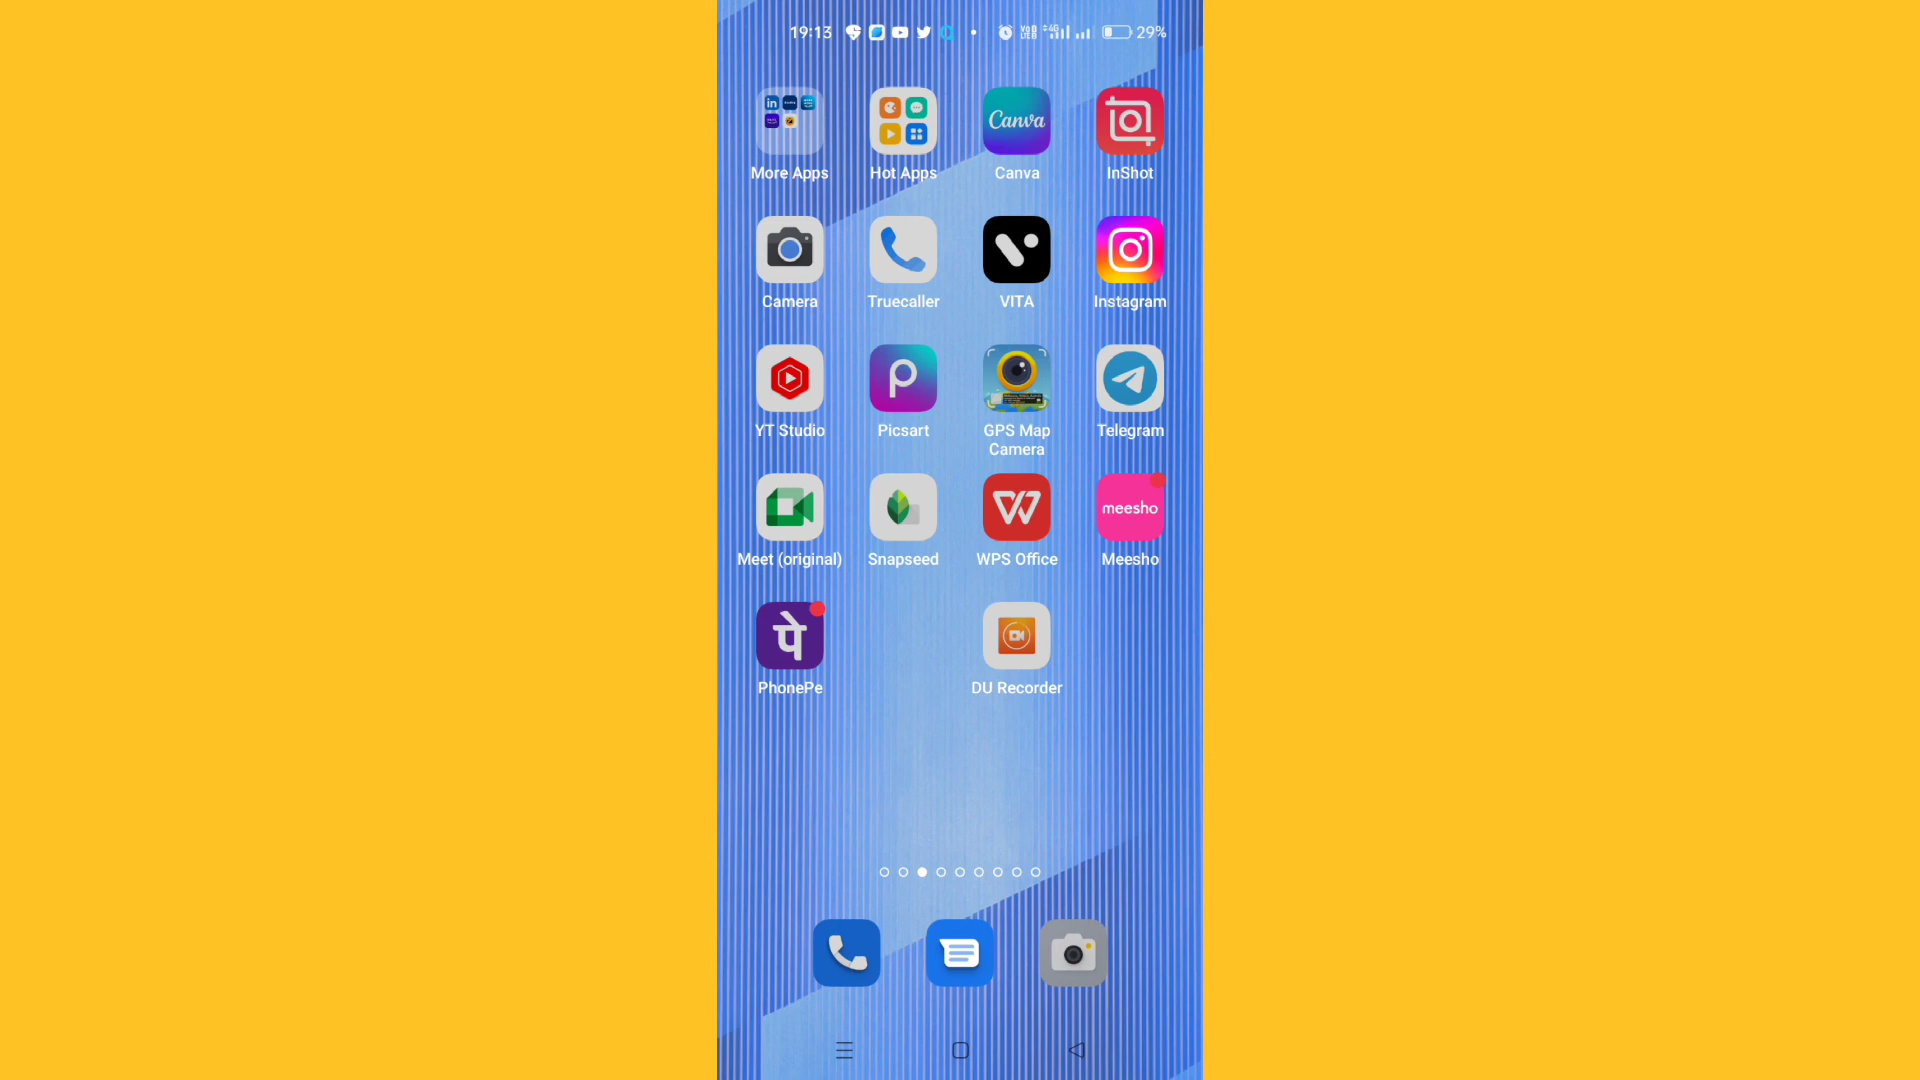 19:13 29%
More Apps Hot Apps Canva InShot
Camera Truecaller VITA Instagram
YT Studio Picsart GPS Map Camera Telegram
Meet (original) Snapseed WPS Office meesho Meesho
पे
PhonePe DU Recorder